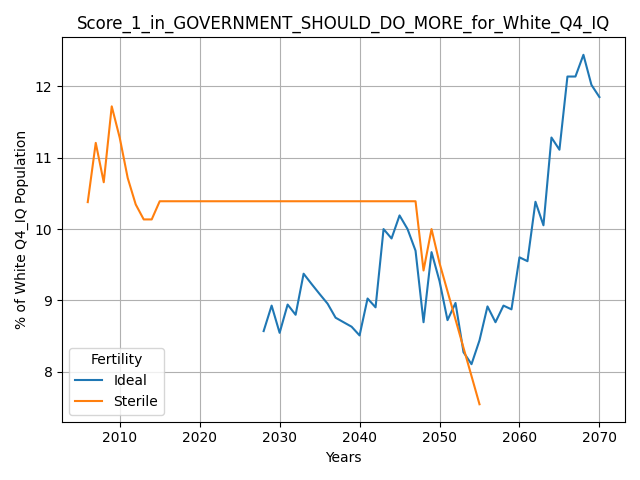 Score_1_in_GOVERNMENT_SHOULD_DO_MORE_for_White_Q4_IQ
% of White Q4_IQ Population
12
11
10
9
8
Fertility
Ideal
Sterile
2010 2020 2030 2040 2050 2060 2070
Years